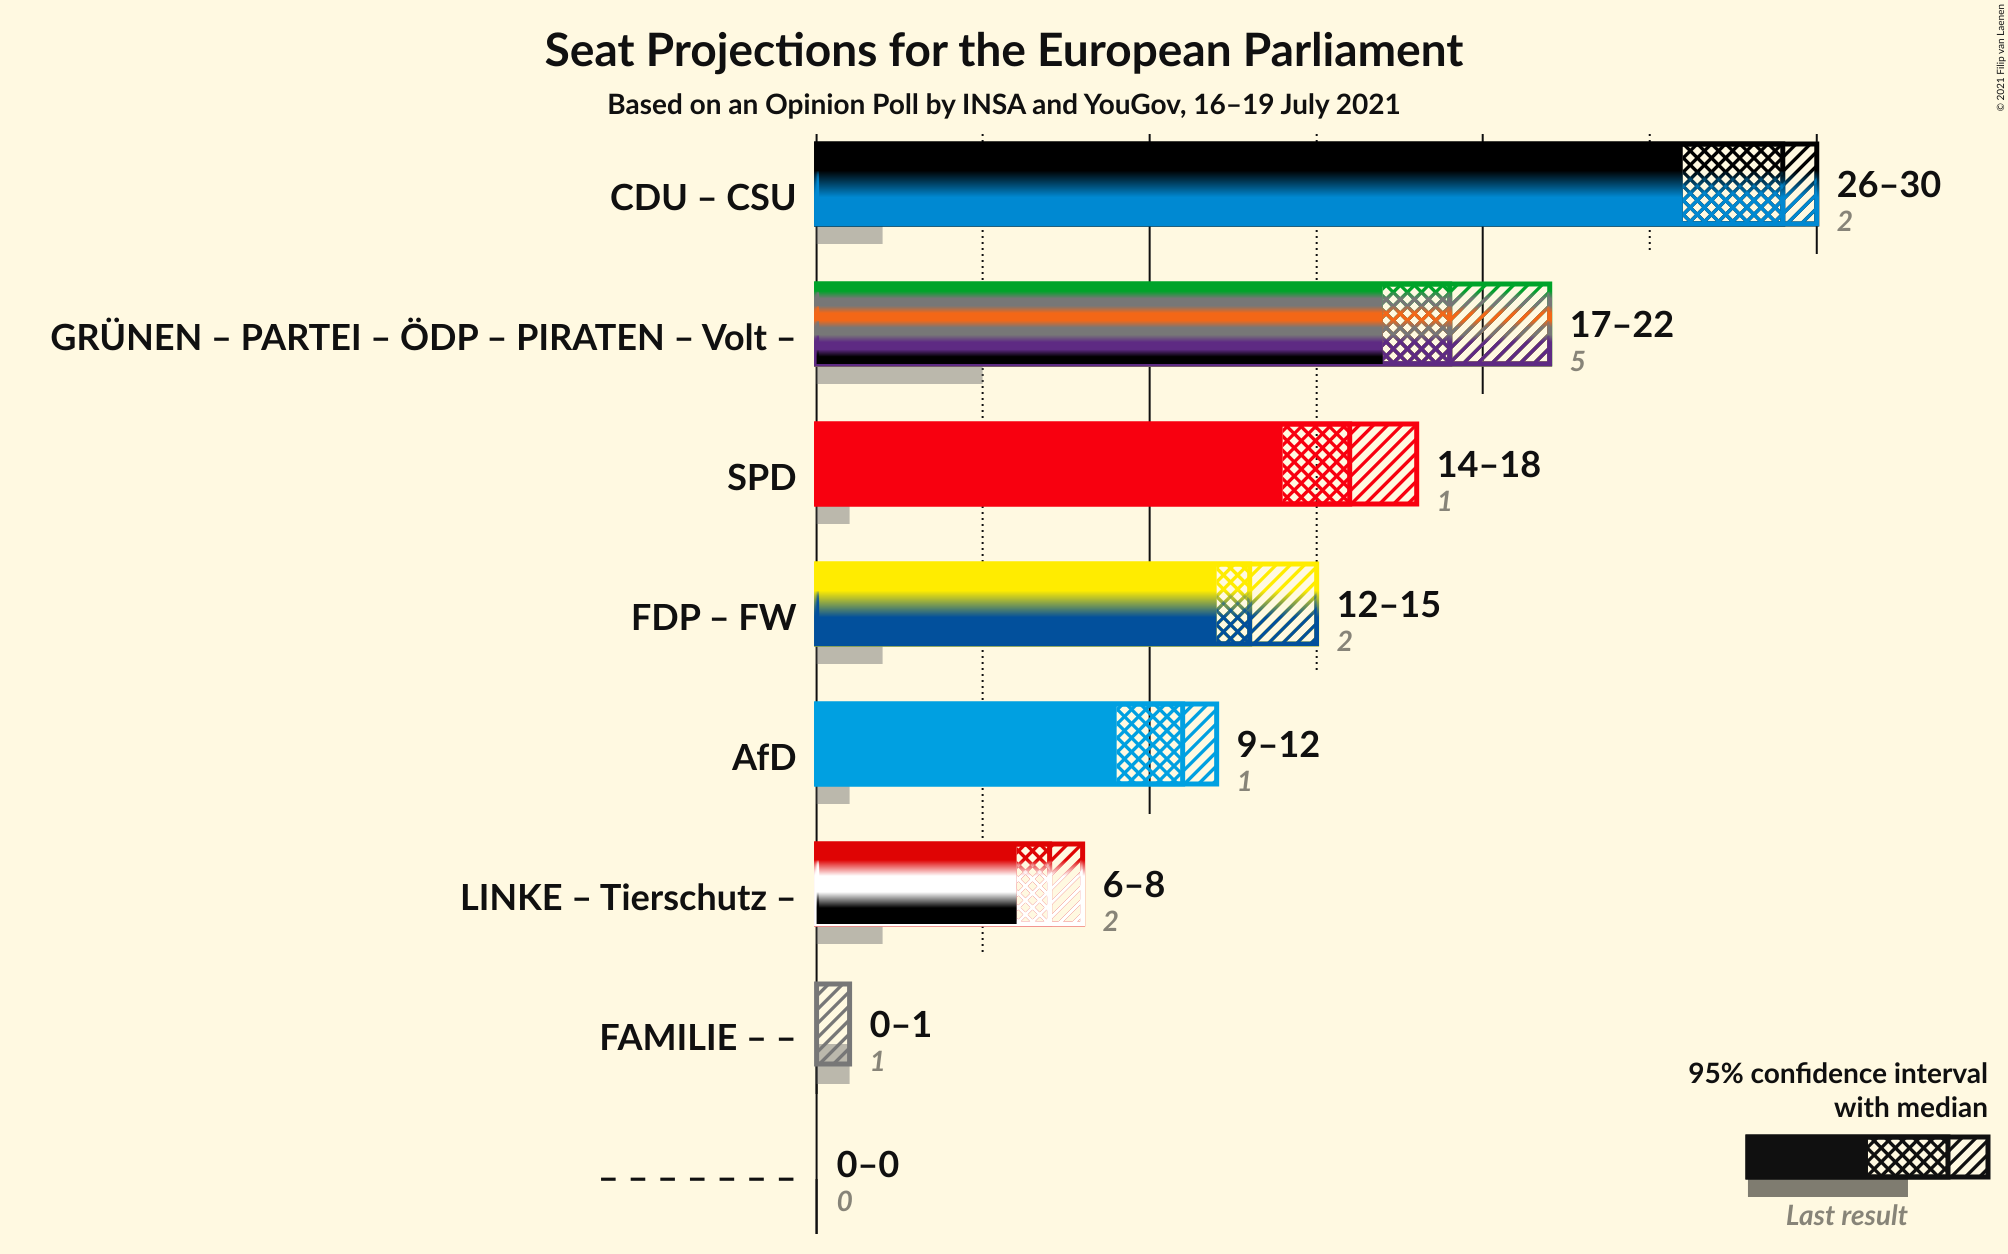 Seat Projections for the European Parliament
Based on an Opinion Poll by INSA and YouGov, 16–19 July 2021
© 2021 Filip van Laenen
CDU – CSU
26–30
2
GRÜNEN – PARTEI – ÖDP – PIRATEN – Volt –
17–22
5
SPD
14–18
1
FDP – FW
12–15
2
AfD
9–12
1
LINKE – Tierschutz –
6–8
2
FAMILIE – –
0–1
1
– – – – – – –
0–0
0
95% confidence interval
with median
Last result